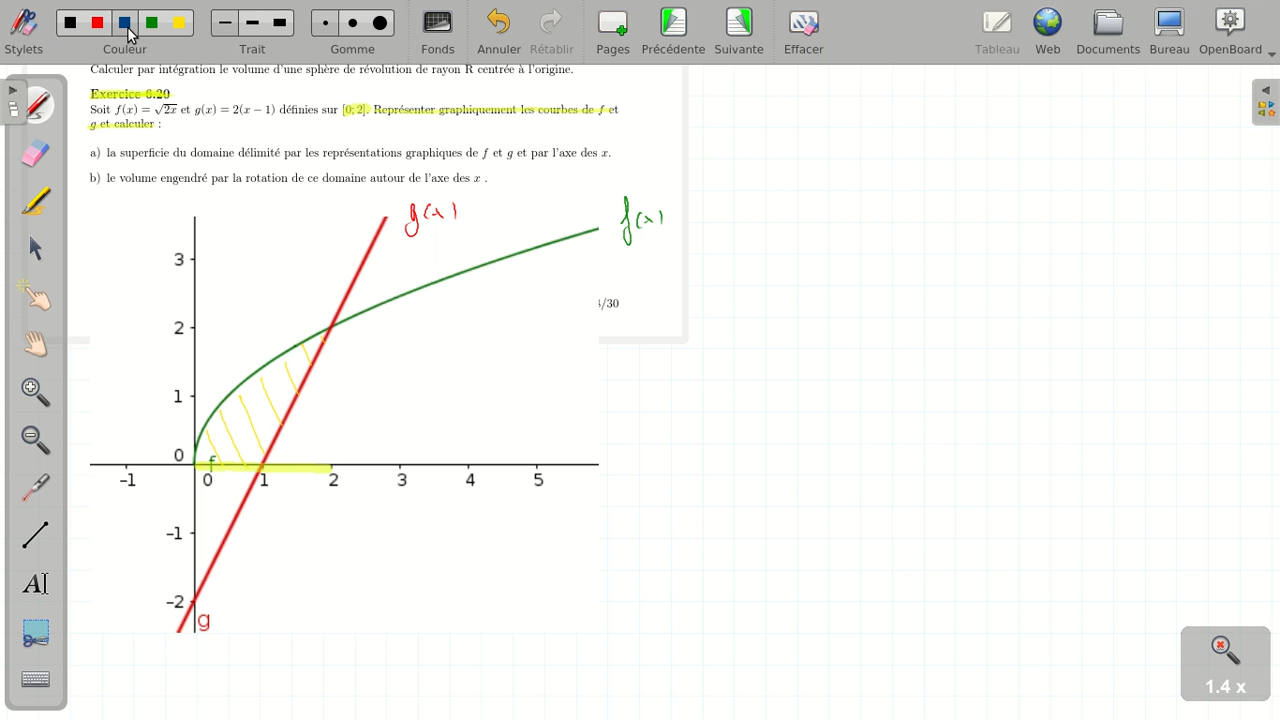 Stylets Couleur Trait Gomme Fonds Annuler Rétablir Pages Précédente Suivante Effacer Tableau Web Documents Bureau OpenBoard
Calculer par intégration le volume d'une sphère de révolution de rayon R centrée à l'origine.
Exercice 6.20
Soit f(x) = √2x et g(x) = 2(x − 1) définies sur [0; 2]. Représenter graphiquement les courbes de f et
g et calculer :
a) la superficie du domaine délimité par les représentations graphiques de f et g et par l'axe des x.
b) le volume engendré par la rotation de ce domaine autour de l'axe des x .
g(x)
f(x)
3
/30
2
1
0
f
-1 0 1 2 3 4 5
-1
-2
g
A
1.4 x